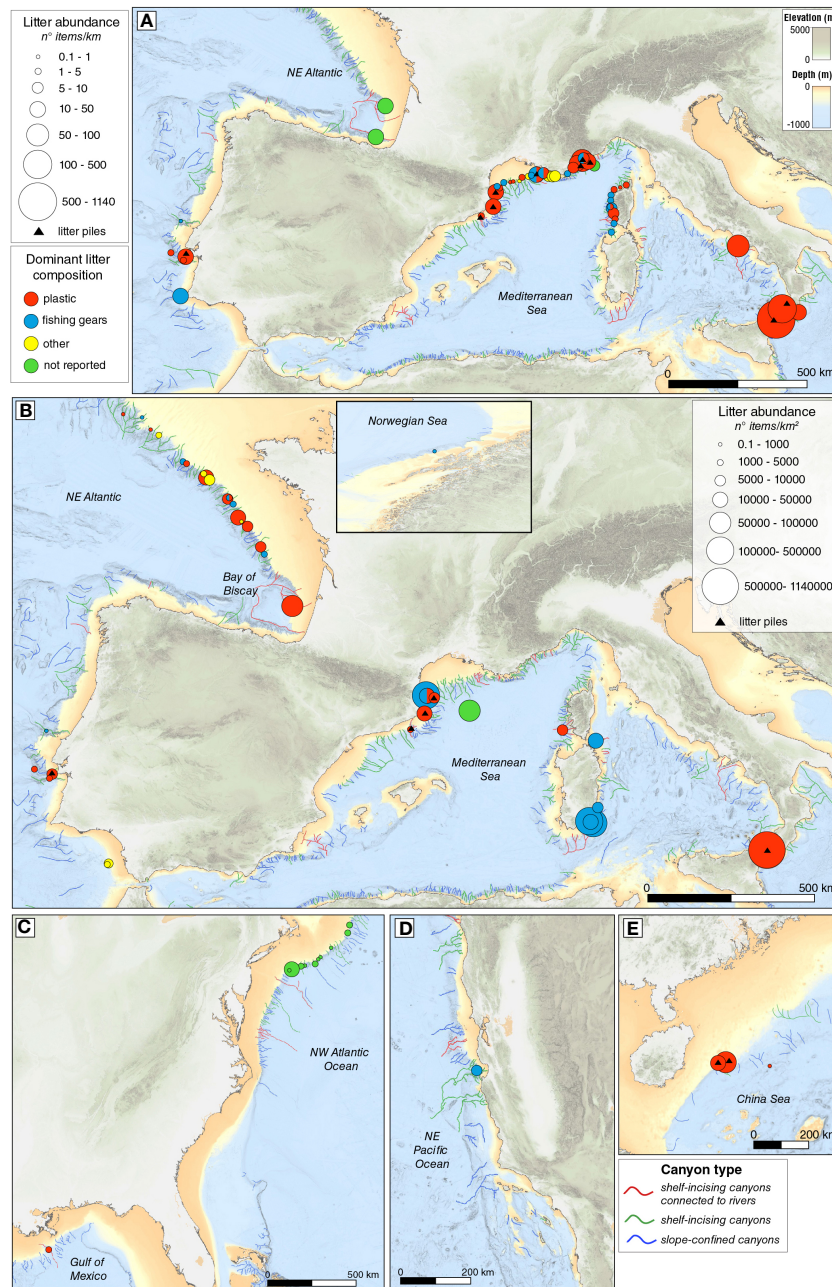 Litter abundance
n° items/km
0.1 - 1
1 - 5
5 - 10
10 - 50
50 - 100
100 - 500
500 - 1140
litter piles
Dominant litter
composition
plastic
fishing gears
other
not reported
A
NE Altantic
Mediterranean
Sea
Elevation (m
5000
0
Depth (m)
0
-1000
0
500 km
B
NE Altantic
Bay of
Biscay
Norwegian Sea
Mediterranean
Sea
Litter abundance
n° items/km²
0.1 - 1000
1000 - 5000
5000 - 10000
10000 - 50000
50000 - 100000
100000 - 500000
500000- 1140000
litter piles
0
500 km
C
NW Atlantic
Ocean
Gulf of
Mexico
0
500 km
D
NE
Pacific
Ocean
0
200 km
E
China Sea
0
200 km
Canyon type
shelf-incising canyons
connected to rivers
shelf-incising canyons
slope-confined canyons